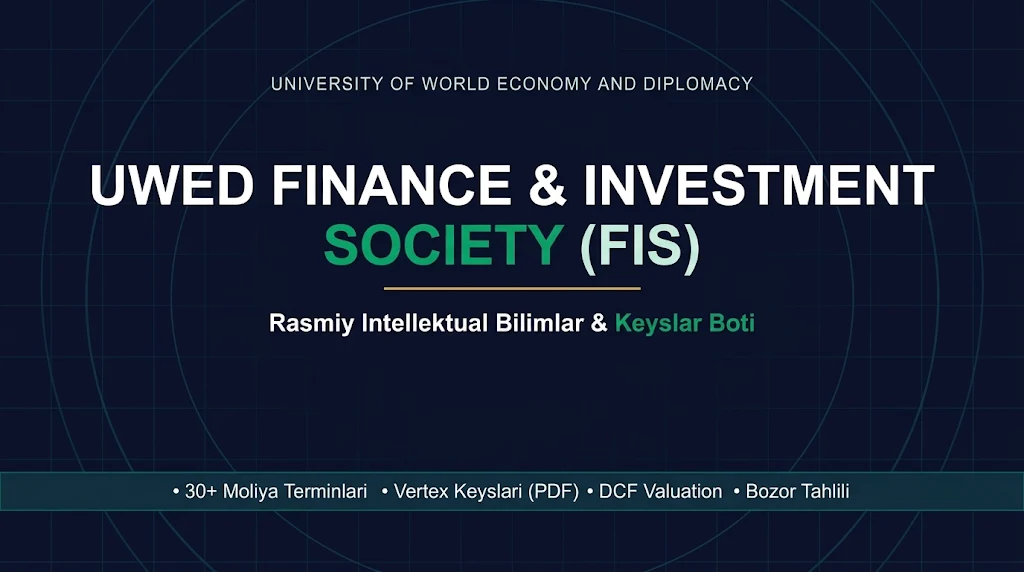 UNIVERSITY OF WORLD ECONOMY AND DIPLOMACY
UWED FINANCE & INVESTMENT
SOCIETY (FIS)
Rasmiy Intellektual Bilimlar & Keyslar Boti
• 30+ Moliya Terminlari • Vertex Keyslari (PDF) • DCF Valuation • Bozor Tahlili